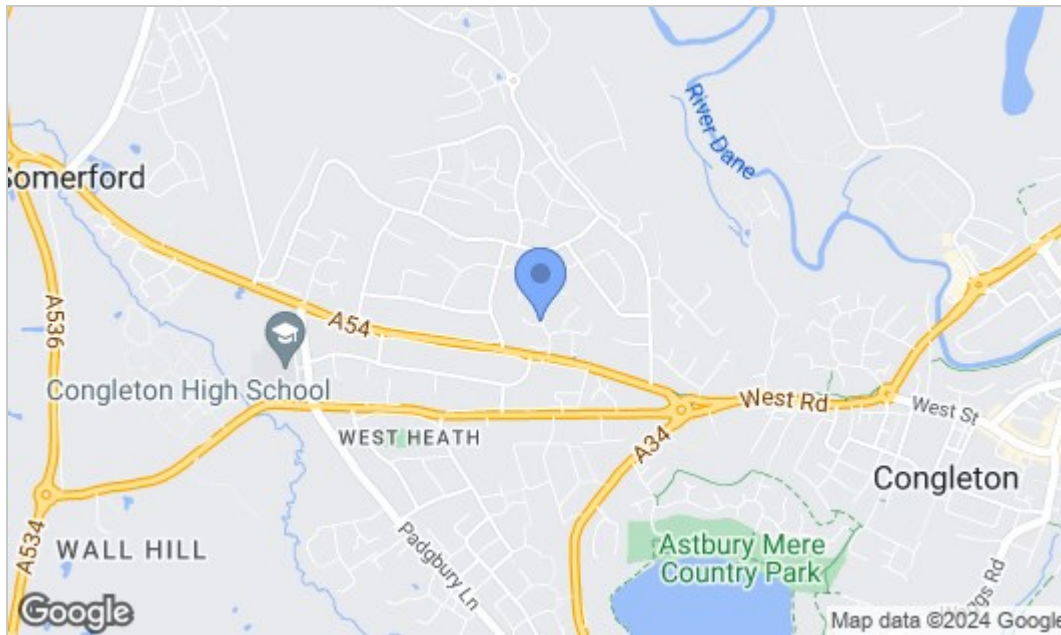 River Dane
Somerford
A536
A54
Congleton High School
West Rd
West St
WEST HEATH
A34
Congleton
A534
WALL HILL
Padgbury Ln
Astbury Mere
Country Park
Rd
Google
Map data ©2024 Google